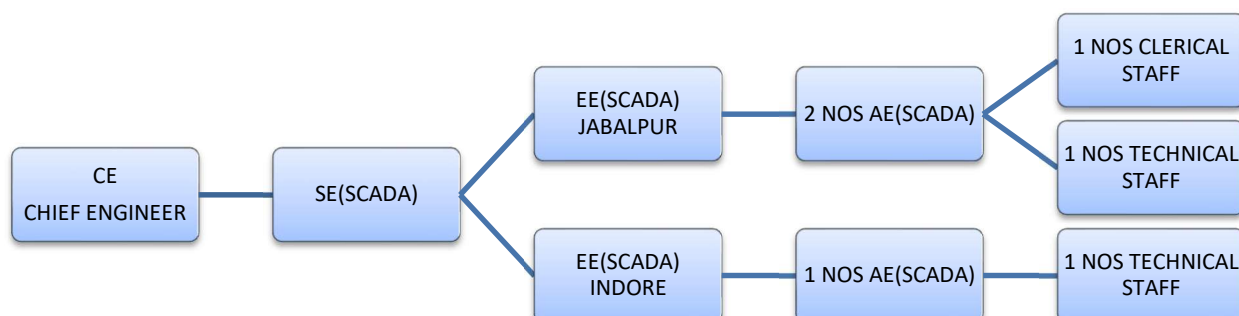 CE
CHIEF ENGINEER
SE(SCADA)
EE(SCADA)
JABALPUR
2 NOS AE(SCADA)
1 NOS CLERICAL
STAFF
1 NOS TECHNICAL
STAFF
EE(SCADA)
INDORE
1 NOS AE(SCADA)
1 NOS TECHNICAL
STAFF